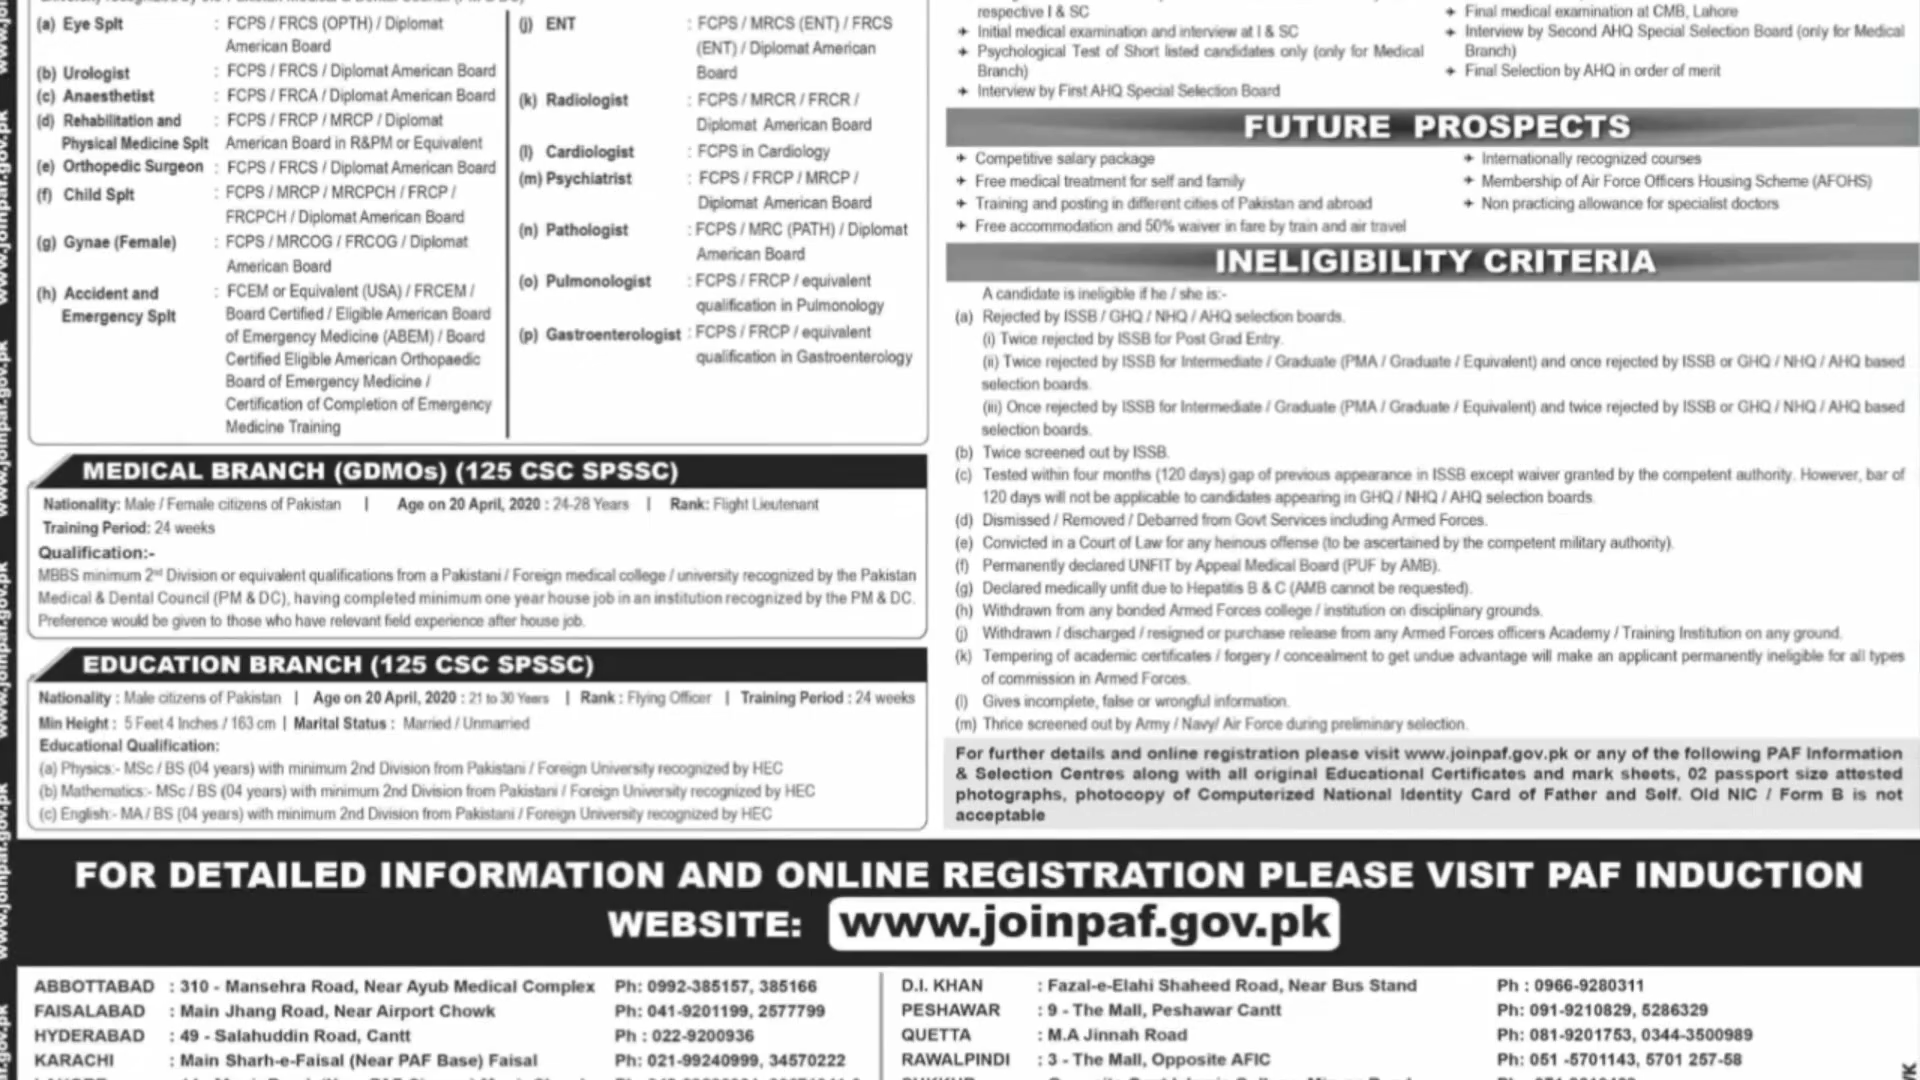 (a) Eye Splt : FCPS / FRCS (OPTH) / Diplomat
American Board
(b) Urologist : FCPS / FRCS / Diplomat American Board
(c) Anaesthetist : FCPS / FRCA / Diplomat American Board
(d) Rehabilitation and : FCPS / FRCP / MRCP / Diplomat
Physical Medicine Splt American Board in R&PM or Equivalent
(e) Orthopedic Surgeon : FCPS / FRCS / Diplomat American Board
(f) Child Splt : FCPS / MRCP / MRCPCH / FRCP /
FRCPCH / Diplomat American Board
(g) Gynae (Female) : FCPS / MRCOG / FRCOG / Diplomat
American Board
(h) Accident and : FCEM or Equivalent (USA) / FRCEM /
Emergency Splt Board Certified / Eligible American Board
of Emergency Medicine (ABEM) / Board
Certified Eligible American Orthopaedic
Board of Emergency Medicine /
Certification of Completion of Emergency
Medicine Training
(j) ENT : FCPS / MRCS (ENT) / FRCS
(ENT) / Diplomat American
Board
(k) Radiologist : FCPS / MRCR / FRCR /
Diplomat American Board
(l) Cardiologist : FCPS in Cardiology
(m) Psychiatrist : FCPS / FRCP / MRCP /
Diplomat American Board
(n) Pathologist : FCPS / MRC (PATH) / Diplomat
American Board
(o) Pulmonologist : FCPS / FRCP / equivalent
qualification in Pulmonology
(p) Gastroenterologist : FCPS / FRCP / equivalent
qualification in Gastroenterology
MEDICAL BRANCH (GDMOs) (125 CSC SPSSC)
Nationality: Male / Female citizens of Pakistan | Age on 20 April, 2020 : 24-28 Years | Rank: Flight Lieutenant
Training Period: 24 weeks
Qualification:-
MBBS minimum 2nd Division or equivalent qualifications from a Pakistani / Foreign medical college / university recognized by the Pakistan
Medical & Dental Council (PM & DC), having completed minimum one year house job in an institution recognized by the PM & DC.
Preference would be given to those who have relevant field experience after house job.
EDUCATION BRANCH (125 CSC SPSSC)
Nationality : Male citizens of Pakistan | Age on 20 April, 2020 : 21 to 30 Years | Rank : Flying Officer | Training Period : 24 weeks
Min Height : 5 Feet 4 Inches / 163 cm | Marital Status : Married / Unmarried
Educational Qualification:
(a) Physics:- MSc / BS (04 years) with minimum 2nd Division from Pakistani / Foreign University recognized by HEC
(b) Mathematics:- MSc / BS (04 years) with minimum 2nd Division from Pakistani / Foreign University recognized by HEC
(c) English:- MA / BS (04 years) with minimum 2nd Division from Pakistani / Foreign University recognized by HEC
respective I & SC
Initial medical examination and interview at I & SC
Psychological Test of Short listed candidates only (only for Medical
Branch)
Interview by First AHQ Special Selection Board
Final medical examination at CMB, Lahore
Interview by Second AHQ Special Selection Board (only for Medical
Branch)
Final Selection by AHQ in order of merit
FUTURE PROSPECTS
Competitive salary package
Free medical treatment for self and family
Training and posting in different cities of Pakistan and abroad
Free accommodation and 50% waiver in fare by train and air travel
Internationally recognized courses
Membership of Air Force Officers Housing Scheme (AFOHS)
Non practicing allowance for specialist doctors
INELIGIBILITY CRITERIA
A candidate is ineligible if he / she is:-
(a) Rejected by ISSB / GHQ / NHQ / AHQ selection boards.
(i) Twice rejected by ISSB for Post Grad Entry.
(ii) Twice rejected by ISSB for Intermediate / Graduate (PMA / Graduate / Equivalent) and once rejected by ISSB or GHQ / NHQ / AHQ based
selection boards.
(iii) Once rejected by ISSB for Intermediate / Graduate (PMA / Graduate / Equivalent) and twice rejected by ISSB or GHQ / NHQ / AHQ based
selection boards.
(b) Twice screened out by ISSB.
(c) Tested within four months (120 days) gap of previous appearance in ISSB except waiver granted by the competent authority. However, bar of
120 days will not be applicable to candidates appearing in GHQ / NHQ / AHQ selection boards.
(d) Dismissed / Removed / Debarred from Govt Services including Armed Forces.
(e) Convicted in a Court of Law for any heinous offense (to be ascertained by the competent military authority).
(f) Permanently declared UNFIT by Appeal Medical Board (PUF by AMB).
(g) Declared medically unfit due to Hepatitis B & C (AMB cannot be requested).
(h) Withdrawn from any bonded Armed Forces college / institution on disciplinary grounds.
(j) Withdrawn / discharged / resigned or purchase release from any Armed Forces officers Academy / Training Institution on any ground.
(k) Tempering of academic certificates / forgery / concealment to get undue advantage will make an applicant permanently ineligible for all types
of commission in Armed Forces.
(l) Gives incomplete, false or wrongful information.
(m) Thrice screened out by Army / Navy/ Air Force during preliminary selection.
For further details and online registration please visit www.joinpaf.gov.pk or any of the following PAF Information
& Selection Centres along with all original Educational Certificates and mark sheets, 02 passport size attested
photographs, photocopy of Computerized National Identity Card of Father and Self. Old NIC / Form B is not
acceptable
FOR DETAILED INFORMATION AND ONLINE REGISTRATION PLEASE VISIT PAF INDUCTION
WEBSITE: www.joinpaf.gov.pk
ABBOTTABAD : 310 - Mansehra Road, Near Ayub Medical Complex Ph: 0992-385157, 385166
FAISALABAD : Main Jhang Road, Near Airport Chowk Ph: 041-9201199, 2577799
HYDERABAD : 49 - Salahuddin Road, Cantt Ph : 022-9200936
KARACHI : Main Sharh-e-Faisal (Near PAF Base) Faisal Ph: 021-99240999, 34570222
D.I. KHAN : Fazal-e-Elahi Shaheed Road, Near Bus Stand Ph : 0966-9280311
PESHAWAR : 9 - The Mall, Peshawar Cantt Ph: 091-9210829, 5286329
QUETTA : M.A Jinnah Road Ph: 081-9201753, 0344-3500989
RAWALPINDI : 3 - The Mall, Opposite AFIC Ph: 051 -5701143, 5701 257-58
www.joinpaf.gov.pk
www.joinpaf.gov.pk
www.joinpaf.gov.pk